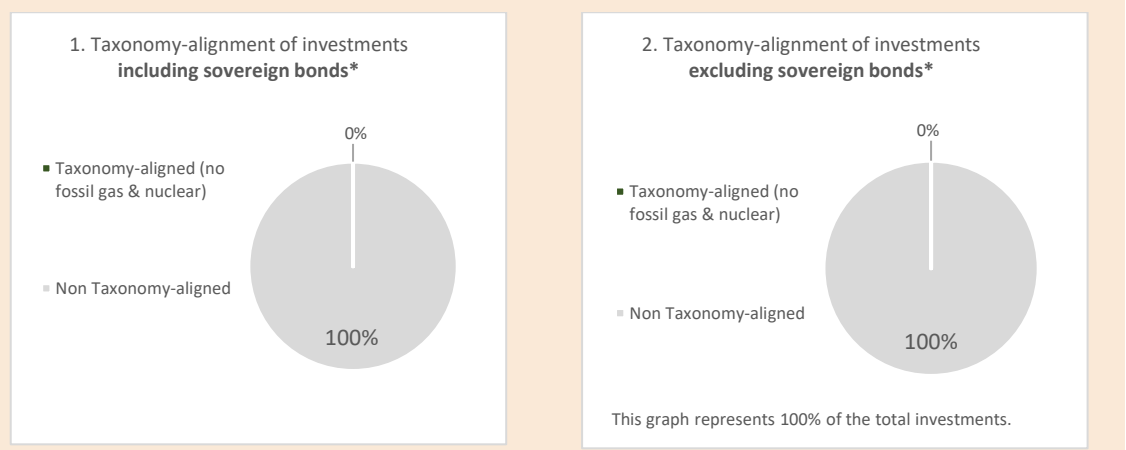 1. Taxonomy-alignment of investments
including sovereign bonds*
0%
Taxonomy-aligned (no
fossil gas & nuclear)
Non Taxonomy-aligned
100%
2. Taxonomy-alignment of investments
excluding sovereign bonds*
0%
Taxonomy-aligned (no
fossil gas & nuclear)
Non Taxonomy-aligned
100%
This graph represents 100% of the total investments.